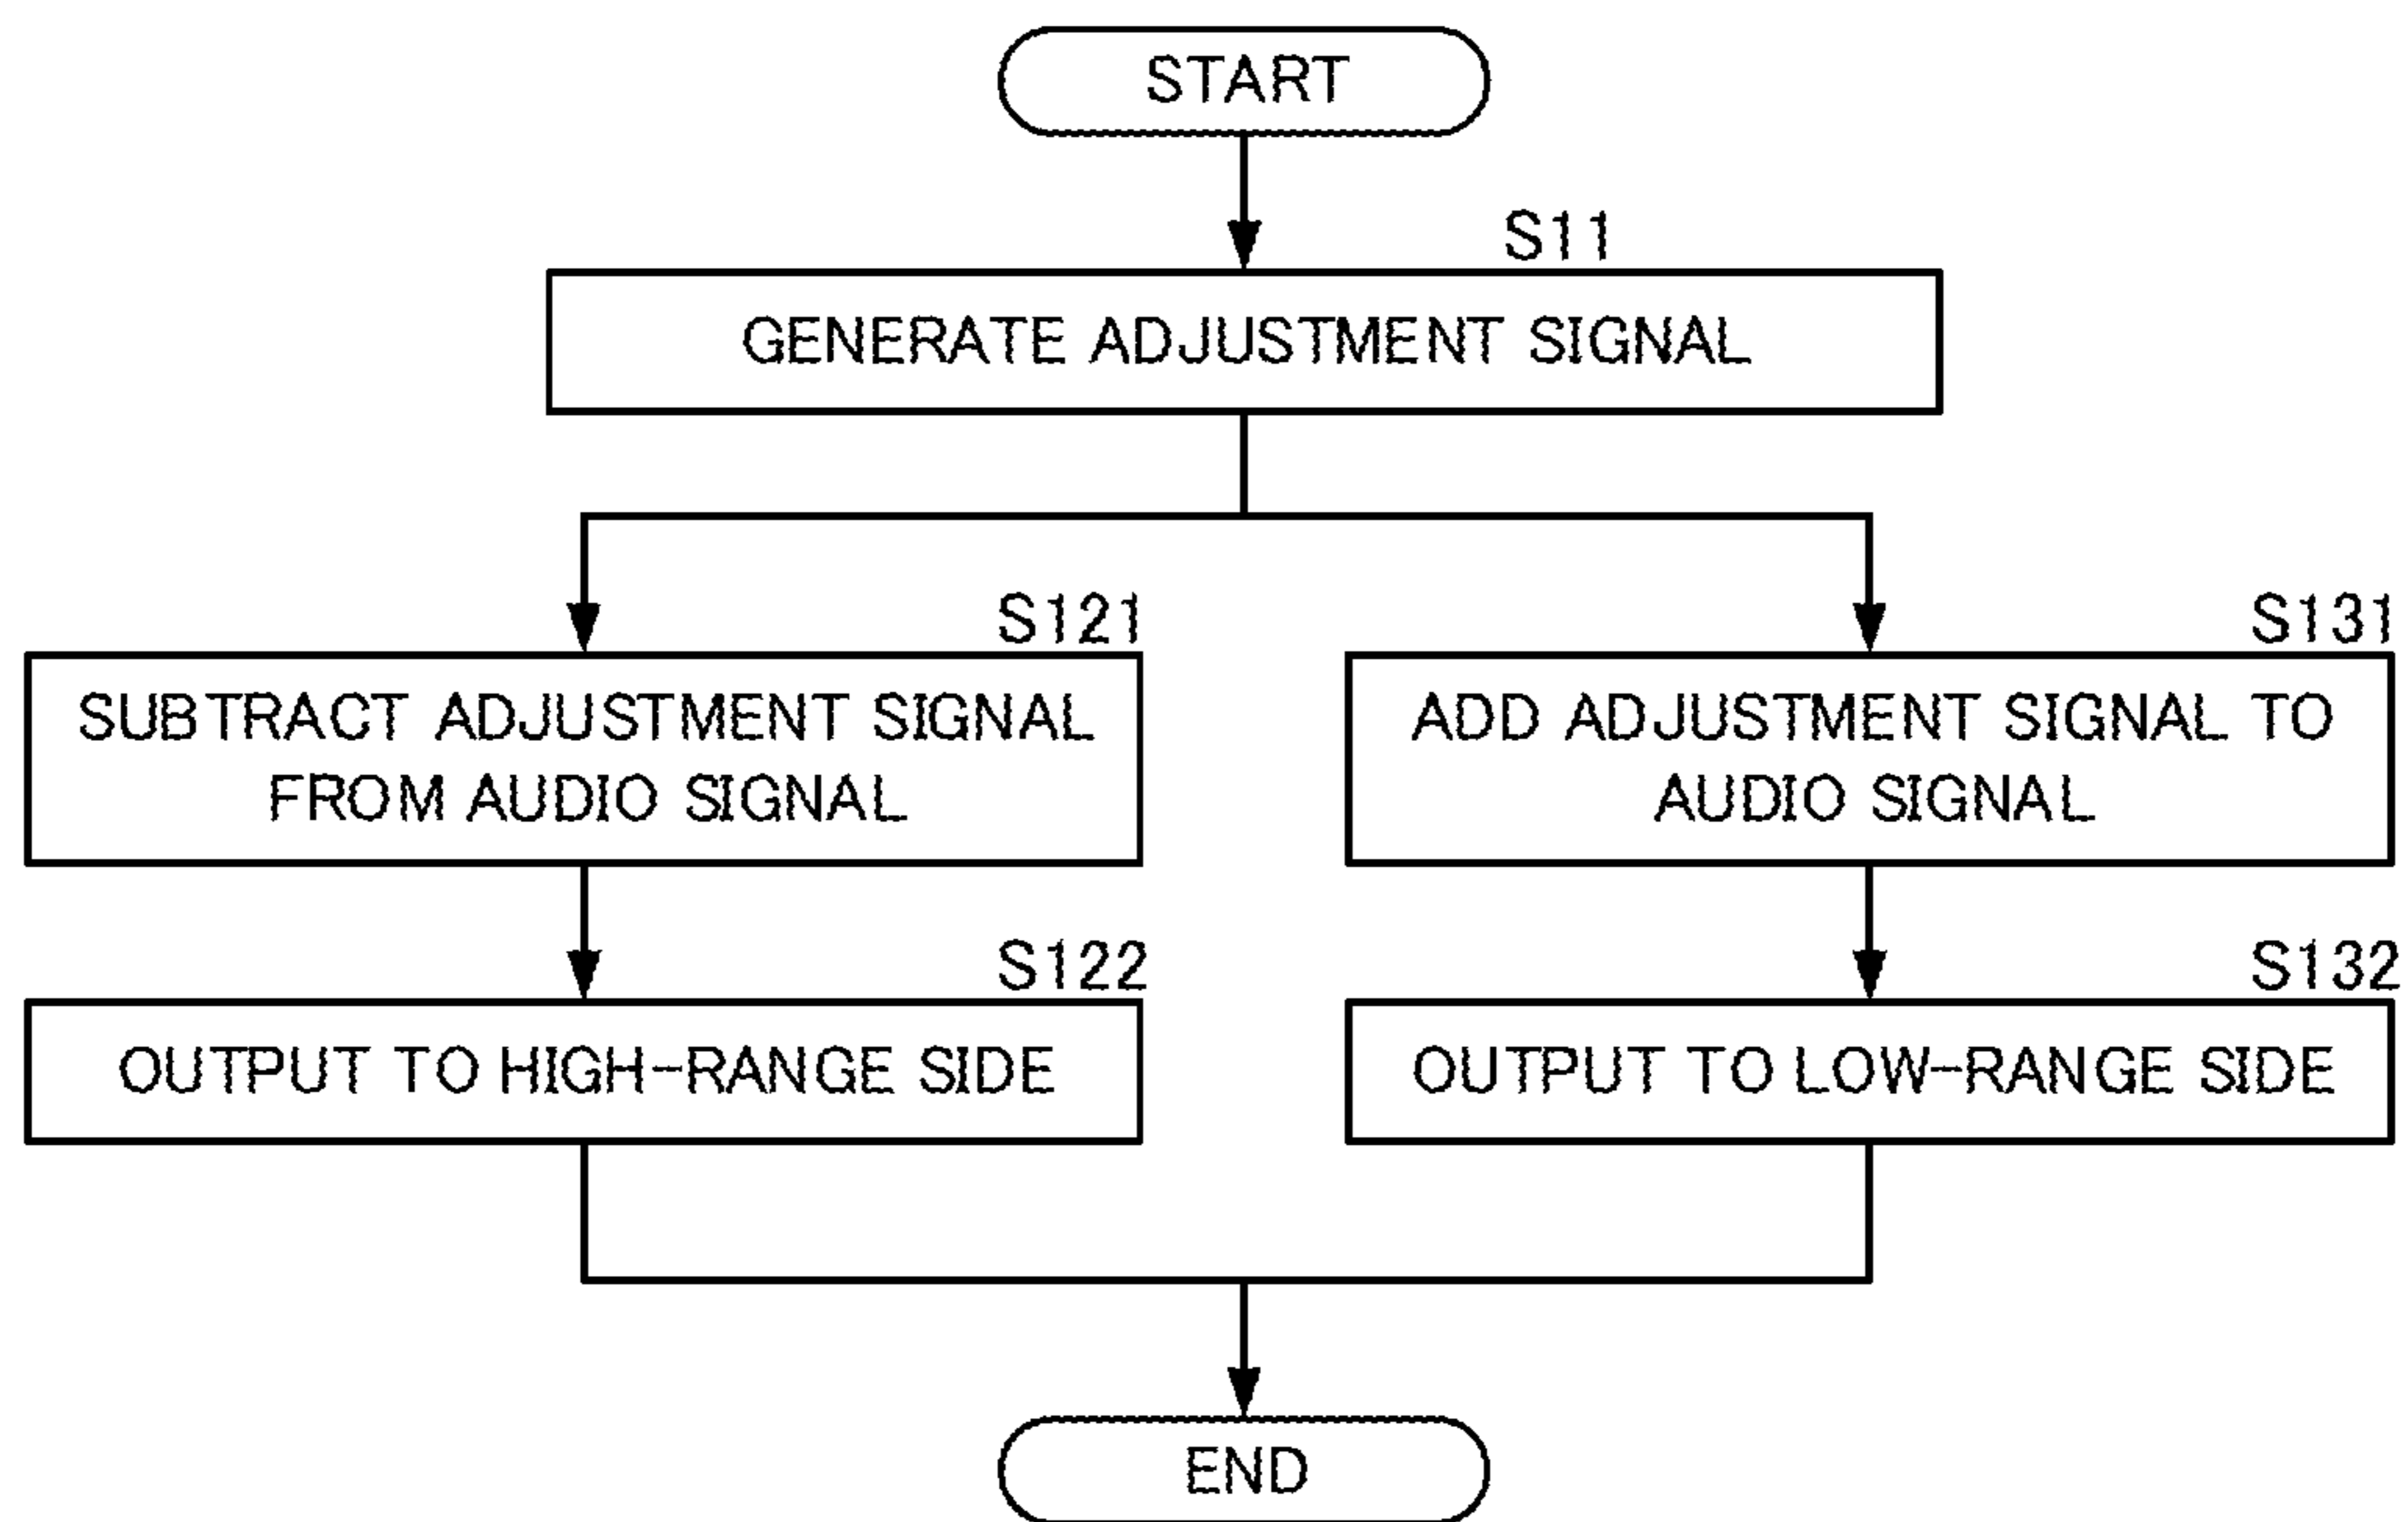 START
S11
GENERATE ADJUSTMENT SIGNAL
S121
SUBTRACT ADJUSTMENT SIGNAL
FROM AUDIO SIGNAL
S131
ADD ADJUSTMENT SIGNAL TO
AUDIO SIGNAL
S122
OUTPUT TO HIGH-RANGE SIDE
S132
OUTPUT TO LOW-RANGE SIDE
END